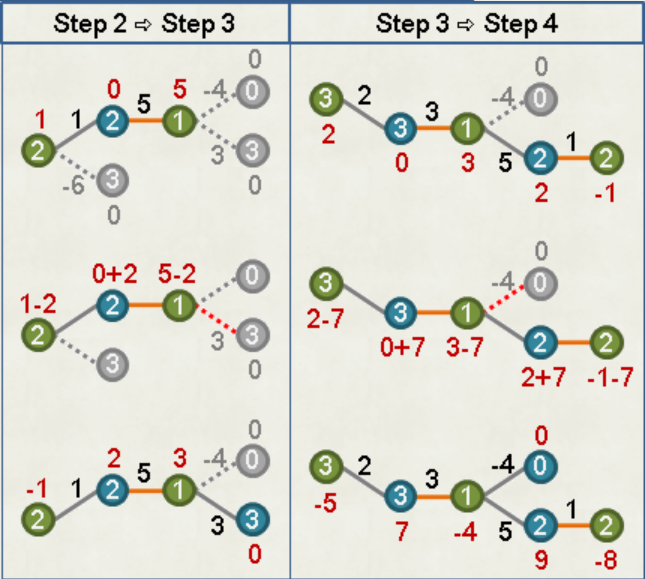 Step 2 ⇨ Step 3
0
0 5 -4 0
1 1 2 5 1
2 3 3
-6 3 0
0
0+2 5-2 0
1-2 2 1
2 3 3
3 0
0
2 5 3 -4 0
-1 1 2 1
2 3 3
0
Step 3 ⇨ Step 4
0
3 2 -4 0
2 3 3 1
0 3 5 2 1 2
2 -1
0
3 -4 0
2-7 3 1
0+7 3-7 2 2
2+7 -1-7
0
3 2 3 -4 0
-5 3 1
7 -4 5 2 1 2
9 -8